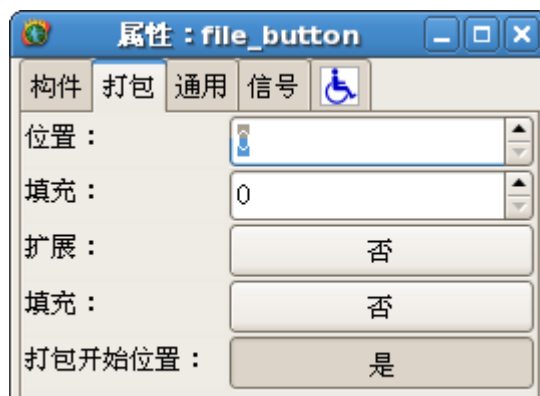 属性：file_button
构件 打包 通用 信号
位置： 0
填充： 0
扩展： 否
填充： 否
打包开始位置： 是